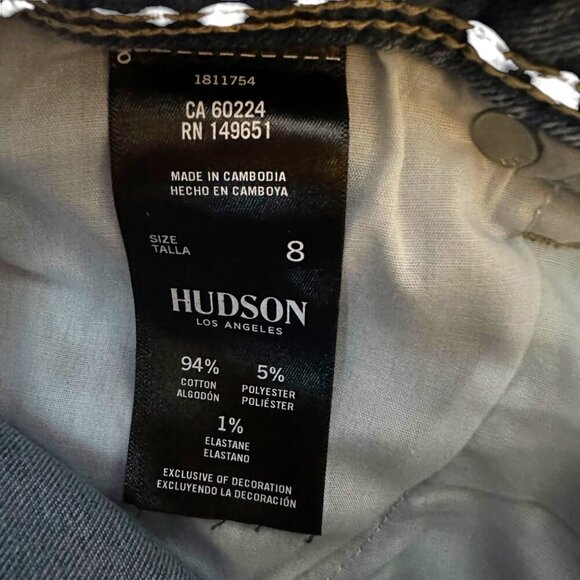 1811754
CA 60224
RN 149651
MADE IN CAMBODIA
HECHO EN CAMBOYA
SIZE
TALLA
8
HUDSON
LOS ANGELES
94% 5%
COTTON POLYESTER
ALGODÓN POLIÉSTER
1%
ELASTANE
ELASTANO
EXCLUSIVE OF DECORATION
EXCLUYENDO LA DECORACIÓN